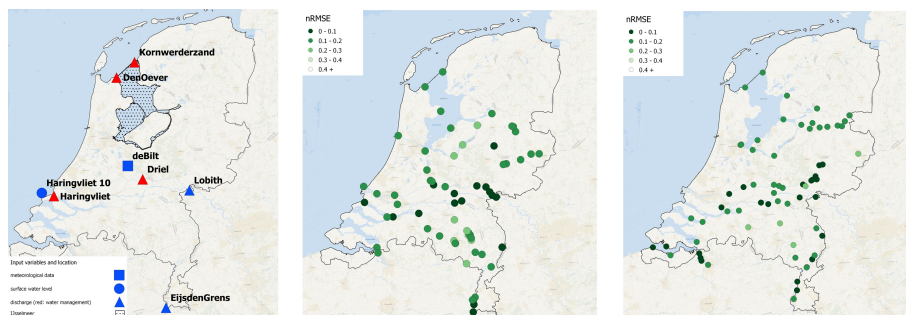 Kornwerderzand
DenOever
deBilt
Driel
Lobith
Haringvliet 10
Haringvliet
EijsdenGrens
Input variables and location
meteorological data
surface water level
discharge (red: water management)
IJsselmeer
nRMSE
0 - 0.1
0.1 - 0.2
0.2 - 0.3
0.3 - 0.4
0.4 +
nRMSE
0 - 0.1
0.1 - 0.2
0.2 - 0.3
0.3 - 0.4
0.4 +